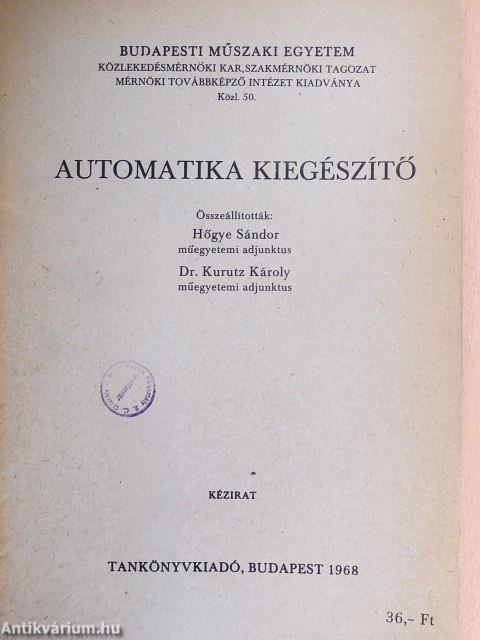 BUDAPESTI MŰSZAKI EGYETEM
KÖZLEKEDÉSMÉRNÖKI KAR, SZAKMÉRNÖKI TAGOZAT
MÉRNÖKI TOVÁBBKÉPZŐ INTÉZET KIADVÁNYA
Közl. 50.
AUTOMATIKA KIEGÉSZÍTŐ
Összeállították:
Hőgye Sándor
műegyetemi adjunktus
Dr. Kurutz Károly
műegyetemi adjunktus
KÉZIRAT
TANKÖNYVKIADÓ, BUDAPEST 1968
36,- Ft
Antikvárium.hu